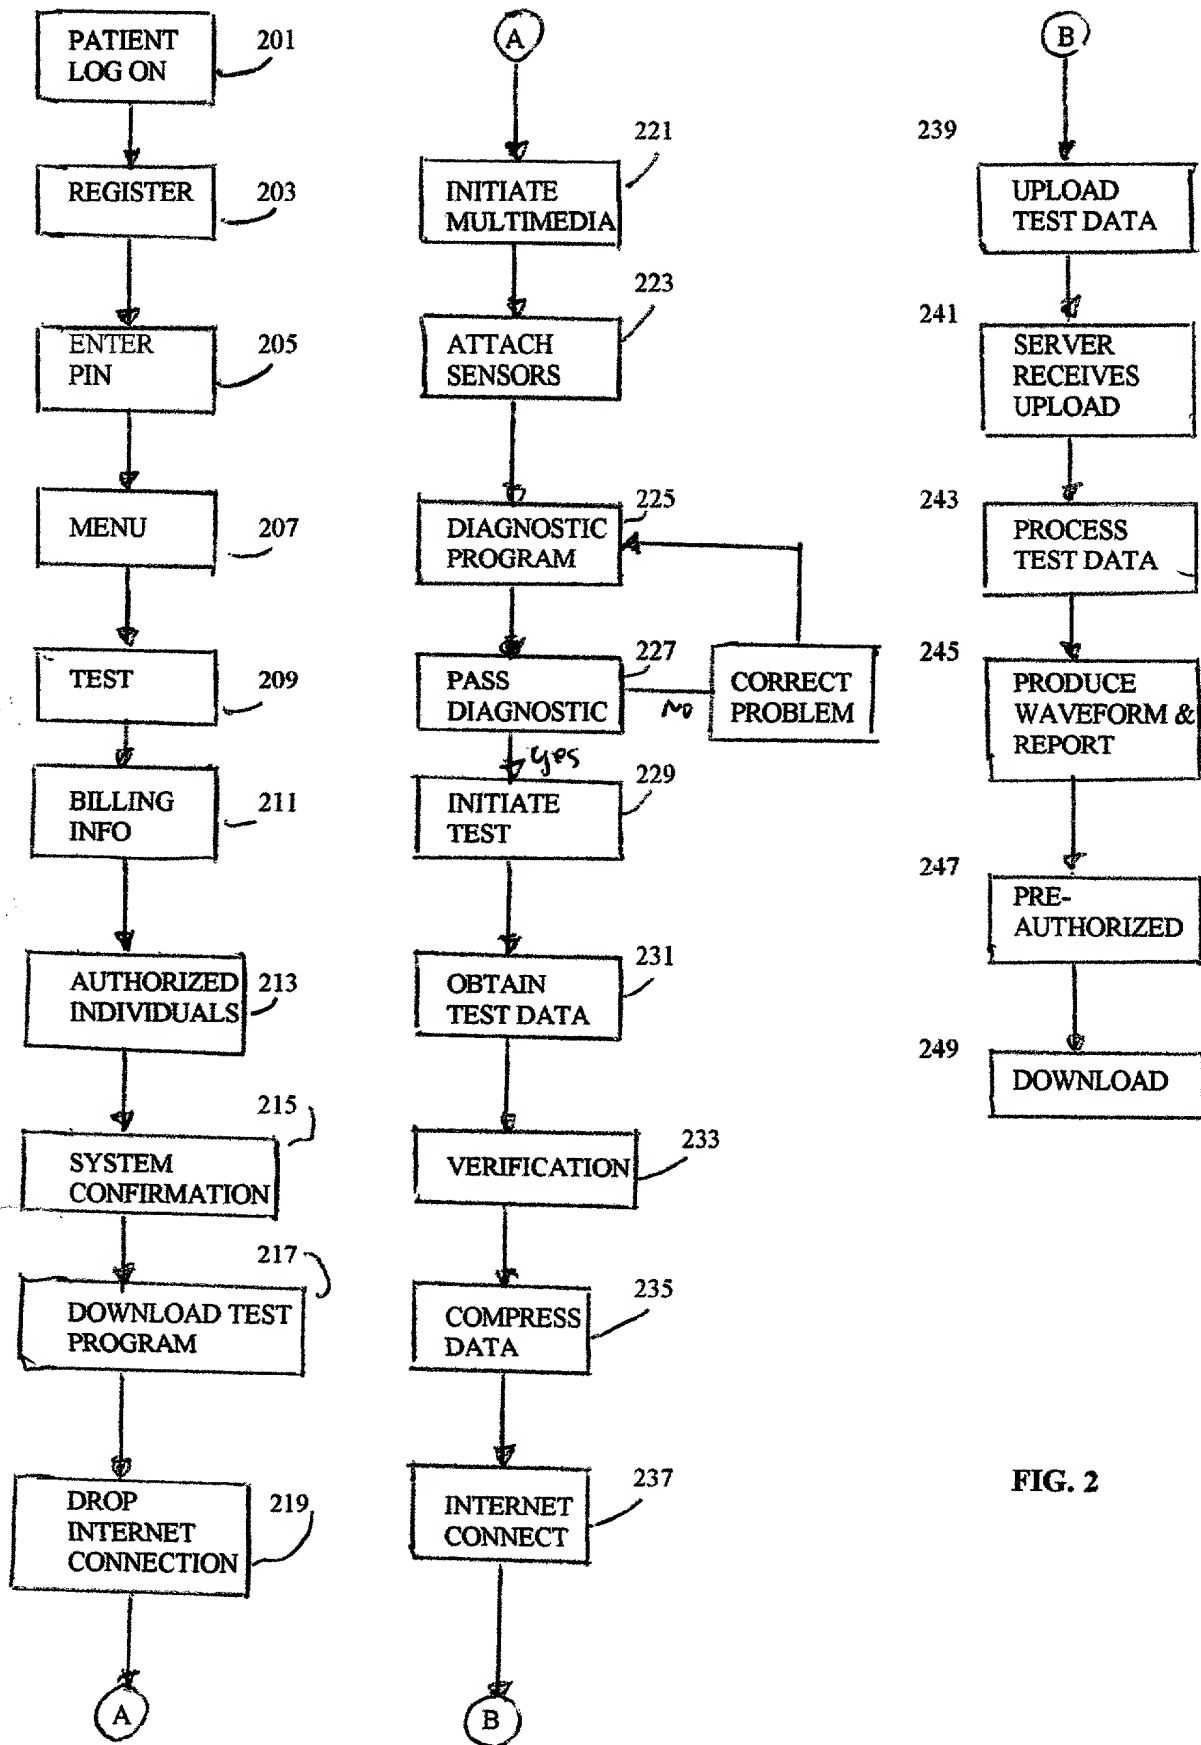 PATIENT
LOG ON
201
REGISTER
203
ENTER
PIN
205
MENU
207
TEST
209
BILLING
INFO
211
AUTHORIZED
INDIVIDUALS
213
215
SYSTEM
CONFIRMATION
217
DOWNLOAD TEST
PROGRAM
DROP
INTERNET
CONNECTION
219
A
A
221
INITIATE
MULTIMEDIA
223
ATTACH
SENSORS
225
DIAGNOSTIC
PROGRAM
227
PASS
DIAGNOSTIC
NO
CORRECT
PROBLEM
yes
229
INITIATE
TEST
231
OBTAIN
TEST DATA
233
VERIFICATION
235
COMPRESS
DATA
237
INTERNET
CONNECT
B
B
239
UPLOAD
TEST DATA
241
SERVER
RECEIVES
UPLOAD
243
PROCESS
TEST DATA
245
PRODUCE
WAVEFORM &
REPORT
247
PRE-
AUTHORIZED
249
DOWNLOAD
FIG. 2